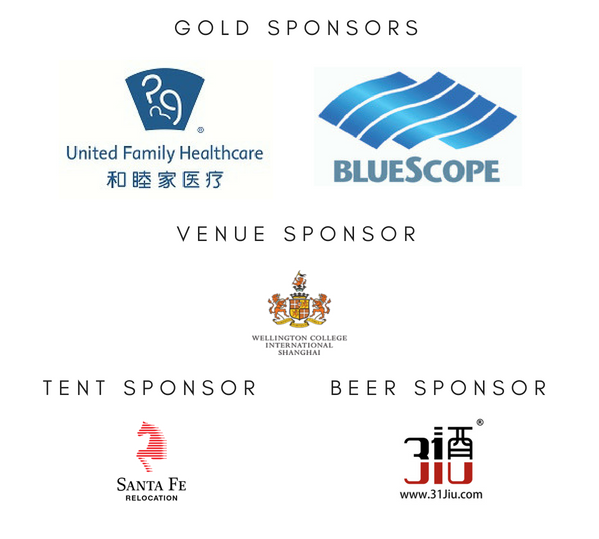 GOLD SPONSORS
United Family Healthcare
®
和睦家医疗
BLUESCOPE
VENUE SPONSOR
WELLINGTON COLLEGE
INTERNATIONAL
SHANGHAI
TENT SPONSOR
BEER SPONSOR
SANTA FE
RELOCATION
31酒®
JIU
www.31Jiu.com